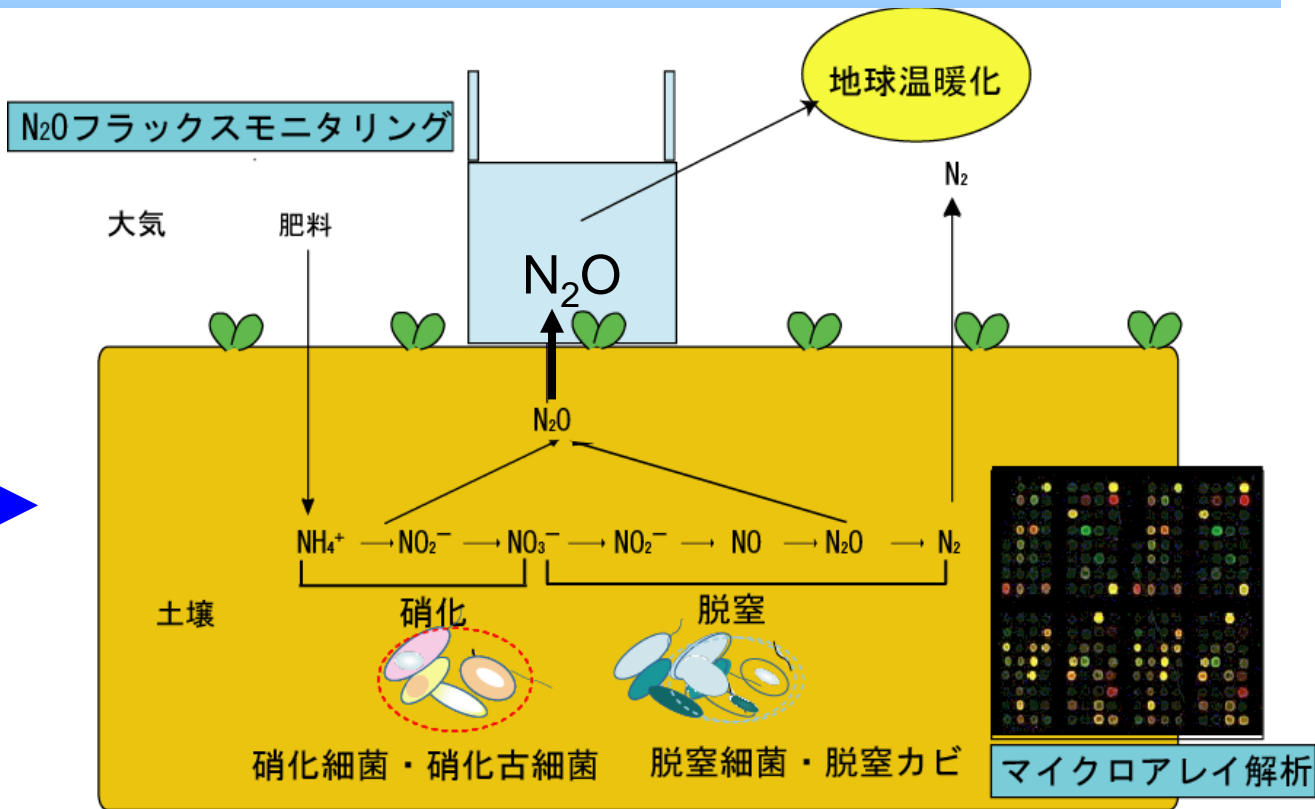 地球温暖化
N₂Oフラックスモニタリング
N₂
大気
肥料
N₂O
N₂O
NH₄⁺ → NO₂⁻ → NO₃⁻ → NO₂⁻ → NO → N₂O → N₂
土壌
硝化
脱窒
硝化細菌・硝化古細菌
脱窒細菌・脱窒カビ
マイクロアレイ解析